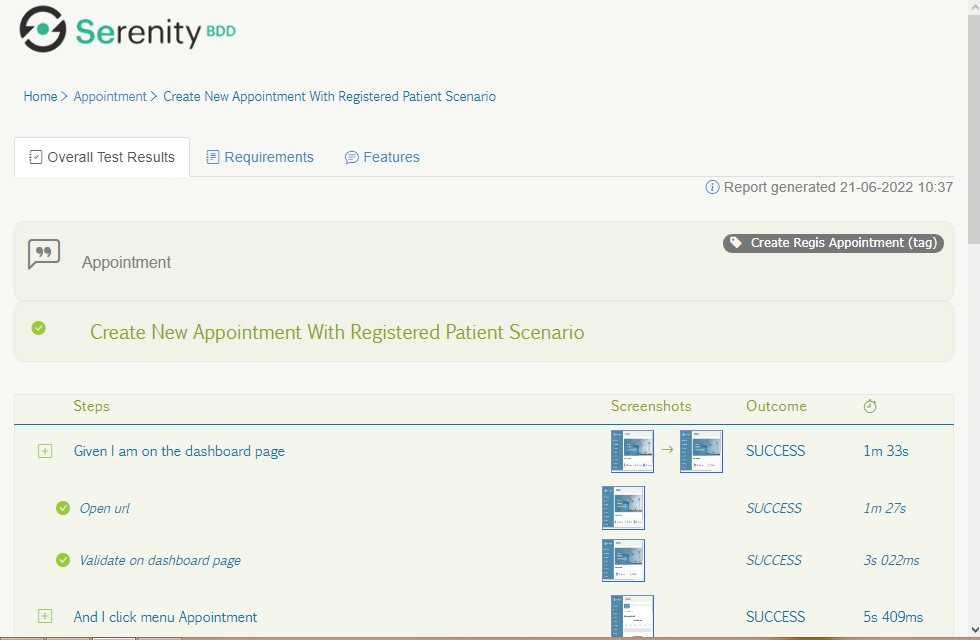 Serenity BDD
Home > Appointment > Create New Appointment With Registered Patient Scenario
Overall Test Results Requirements Features
Report generated 21-06-2022 10:37
Create Regis Appointment (tag)
Appointment
Create New Appointment With Registered Patient Scenario
Steps Screenshots Outcome
Given I am on the dashboard page SUCCESS 1m 33s
Open url SUCCESS 1m 27s
Validate on dashboard page SUCCESS 3s 022ms
And I click menu Appointment SUCCESS 5s 409ms